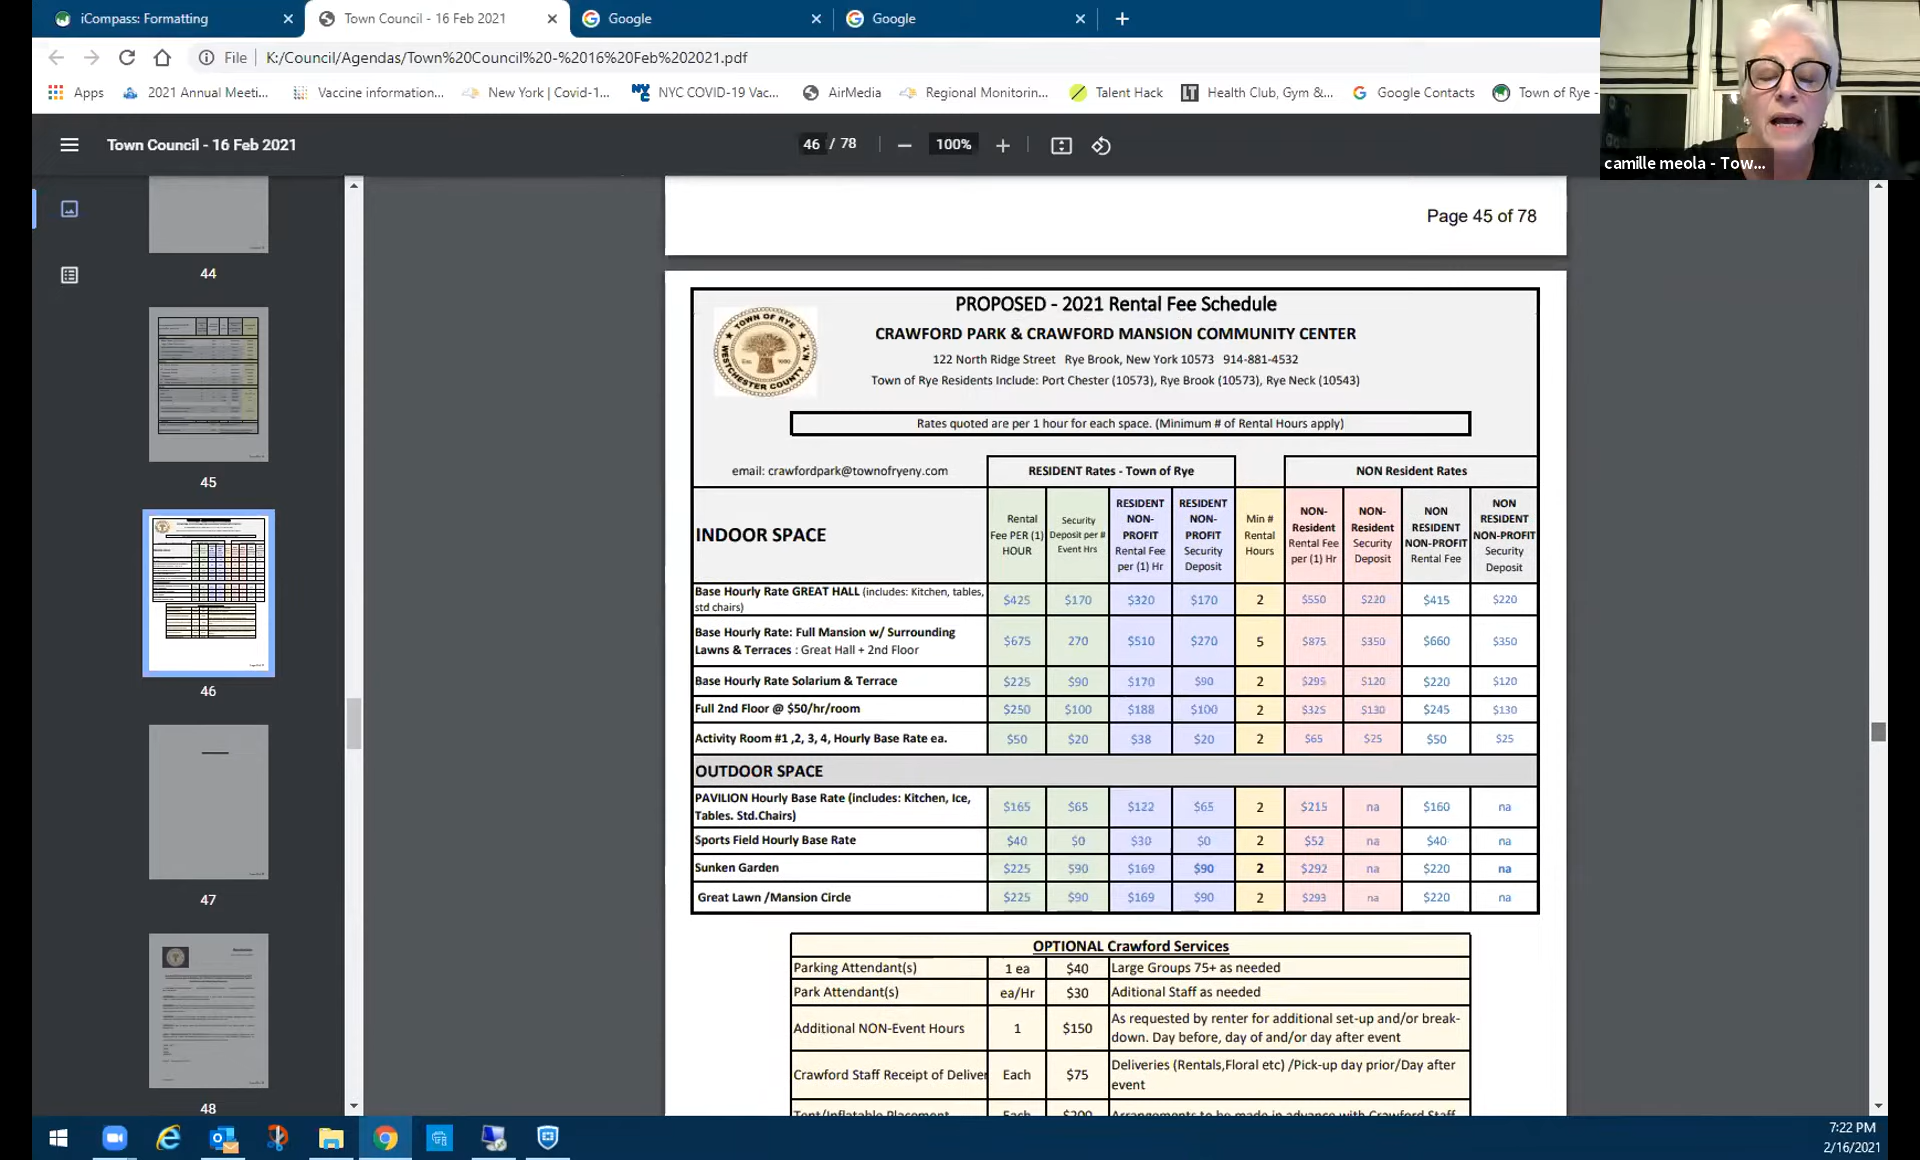 iCompass: Formatting
Town Council - 16 Feb 2021
Google
Google
File
K:/Council/Agendas/Town%20Council%20-%2016%20Feb%202021.pdf
Apps
2021 Annual Meeti...
Vaccine information...
New York | Covid-1...
NYC COVID-19 Vac...
AirMedia
Regional Monitorin...
Talent Hack
Health Club, Gym &...
Google Contacts
Town of Rye -
camille meola - Tow...
Town Council - 16 Feb 2021
46 / 78
100%
44
45
46
47
48
Page 45 of 78
TOWN OF RYE
WESTCHESTER COUNTY N.Y.
PROPOSED - 2021 Rental Fee Schedule
CRAWFORD PARK & CRAWFORD MANSION COMMUNITY CENTER
122 North Ridge Street Rye Brook, New York 10573 914-881-4532
Town of Rye Residents Include: Port Chester (10573), Rye Brook (10573), Rye Neck (10543)
Rates quoted are per 1 hour for each space. (Minimum # of Rental Hours apply)
email: crawfordpark@townofryeny.com
RESIDENT Rates - Town of Rye
NON Resident Rates
INDOOR SPACE
Rental Fee PER (1) HOUR
Security Deposit per # Event Hrs
RESIDENT NON-PROFIT Rental Fee per (1) Hr
RESIDENT NON-PROFIT Security Deposit
Min # Rental Hours
NON-Resident Rental Fee per (1) Hr
NON-Resident Security Deposit
NON RESIDENT NON-PROFIT Rental Fee
NON RESIDENT NON-PROFIT Security Deposit
Base Hourly Rate GREAT HALL (includes: Kitchen, tables, std chairs) $425 $170 $320 $170 2 $550 $220 $415 $220
Base Hourly Rate: Full Mansion w/ Surrounding Lawns & Terraces : Great Hall + 2nd Floor $675 270 $510 $270 5 $875 $350 $660 $350
Base Hourly Rate Solarium & Terrace $225 $90 $170 $90 2 $295 $120 $220 $120
Full 2nd Floor @ $50/hr/room $250 $100 $188 $100 2 $325 $130 $245 $130
Activity Room #1 ,2, 3, 4, Hourly Base Rate ea. $50 $20 $38 $20 2 $65 $25 $50 $25
OUTDOOR SPACE
PAVILION Hourly Base Rate (includes: Kitchen, Ice, Tables. Std.Chairs) $165 $65 $122 $65 2 $215 na $160 na
Sports Field Hourly Base Rate $40 $0 $30 $0 2 $52 na $40 na
Sunken Garden $225 $90 $169 $90 2 $292 na $220 na
Great Lawn /Mansion Circle $225 $90 $169 $90 2 $293 na $220 na
OPTIONAL Crawford Services
Parking Attendant(s) 1 ea $40 Large Groups 75+ as needed
Park Attendant(s) ea/Hr $30 Aditional Staff as needed
Additional NON-Event Hours 1 $150 As requested by renter for additional set-up and/or break-down. Day before, day of and/or day after event
Crawford Staff Receipt of Deliver Each $75 Deliveries (Rentals,Floral etc) /Pick-up day prior/Day after event
Tent/Inflatable Placement Each $200 Arrangements to be made in advance with Crawford Staff
7:22 PM
2/16/2021